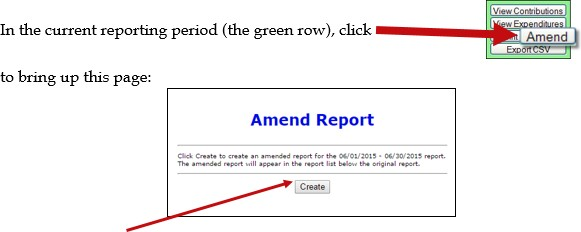 View Contributions
View Expenditures
In the current reporting period (the green row), click
Amend
Export CSV
to bring up this page:
Amend Report
Click Create to create an amended report for the 06/01/2015 - 06/30/2015 report.
The amended report will appear in the report list below the original report.
Create